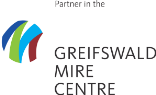 Partner in the
GREIFSWALD
MIRE
CENTRE